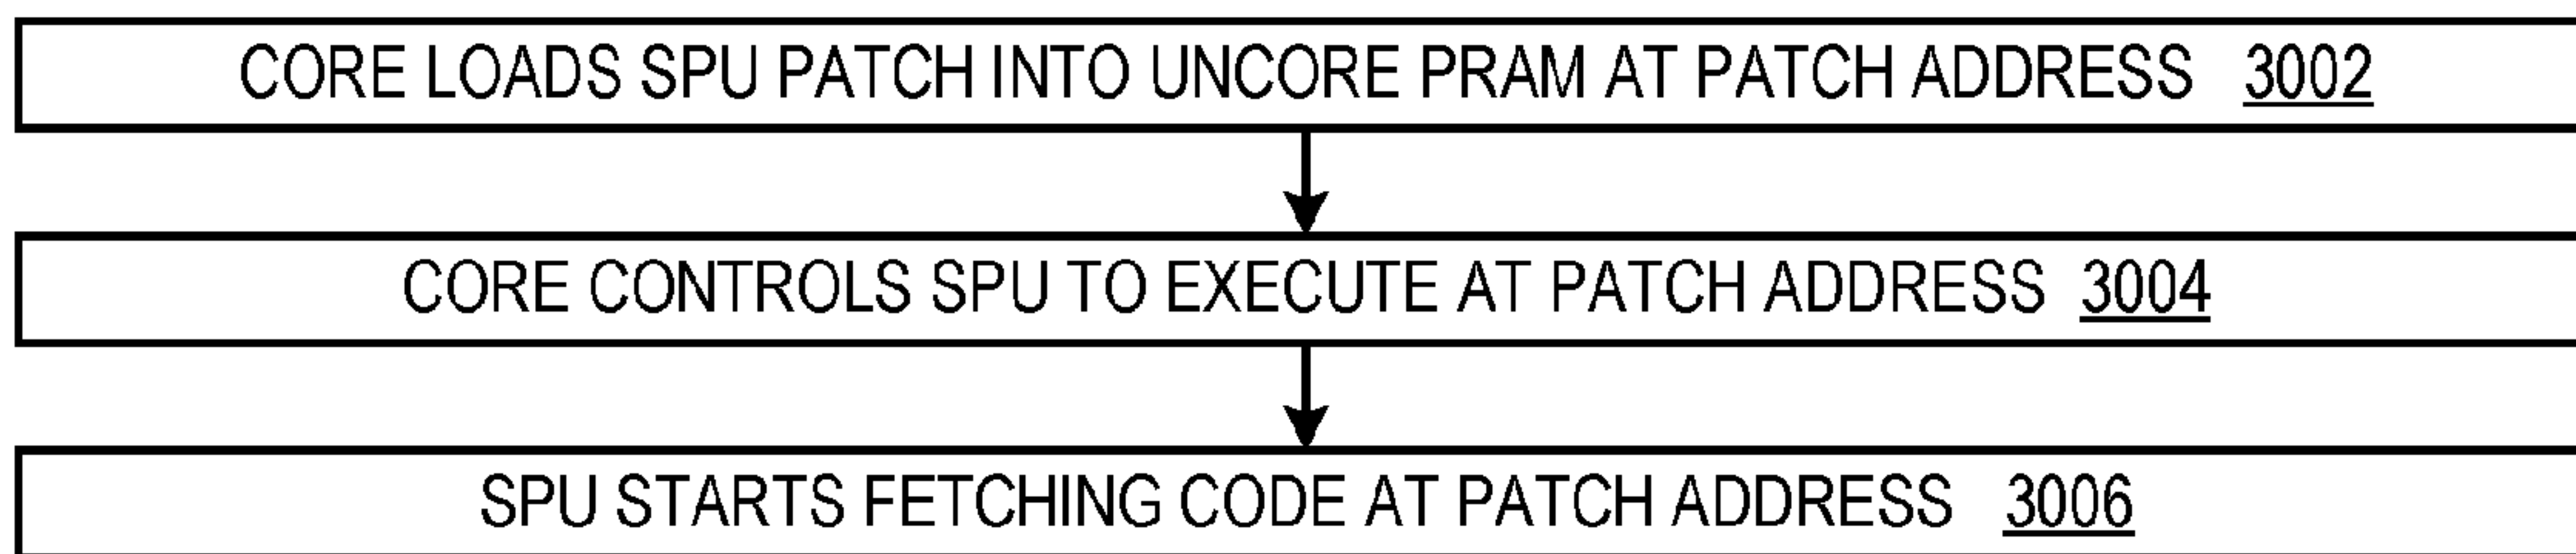 CORE LOADS SPU PATCH INTO UNCORE PRAM AT PATCH ADDRESS 3002
CORE CONTROLS SPU TO EXECUTE AT PATCH ADDRESS 3004
SPU STARTS FETCHING CODE AT PATCH ADDRESS 3006